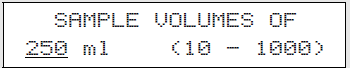 SAMPLE VOLUMES OF
250 ml (10 - 1000)